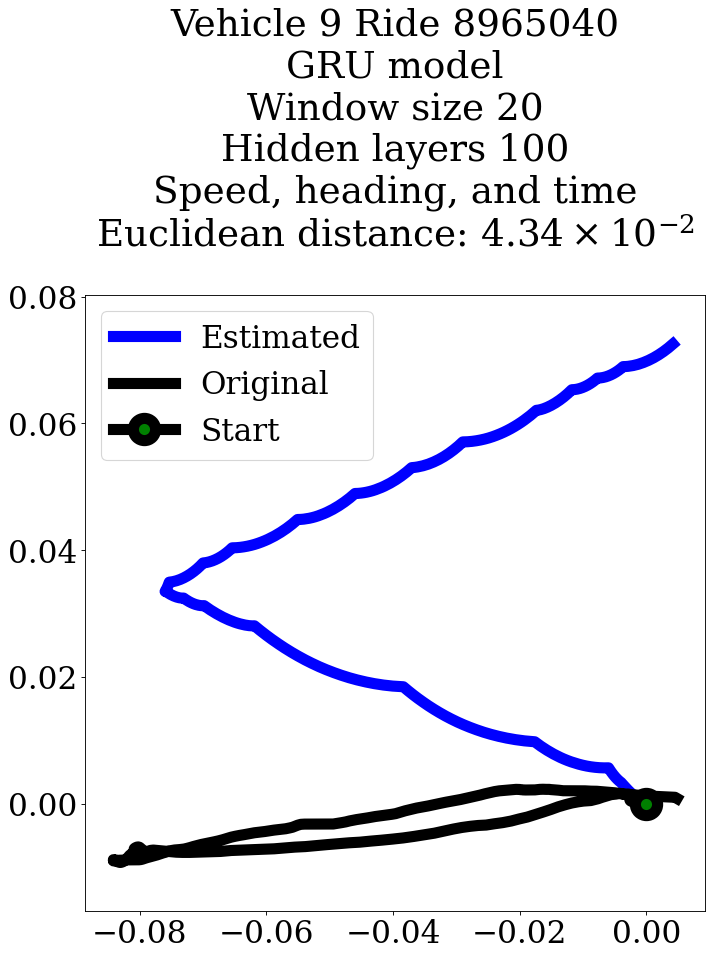 Vehicle 9 Ride 8965040
GRU model
Window size 20
Hidden layers 100
Speed, heading, and time
Euclidean distance: 4.34 × 10⁻²
Estimated
Original
Start
0.08
0.06
0.04
0.02
0.00
−0.08 −0.06 −0.04 −0.02 0.00